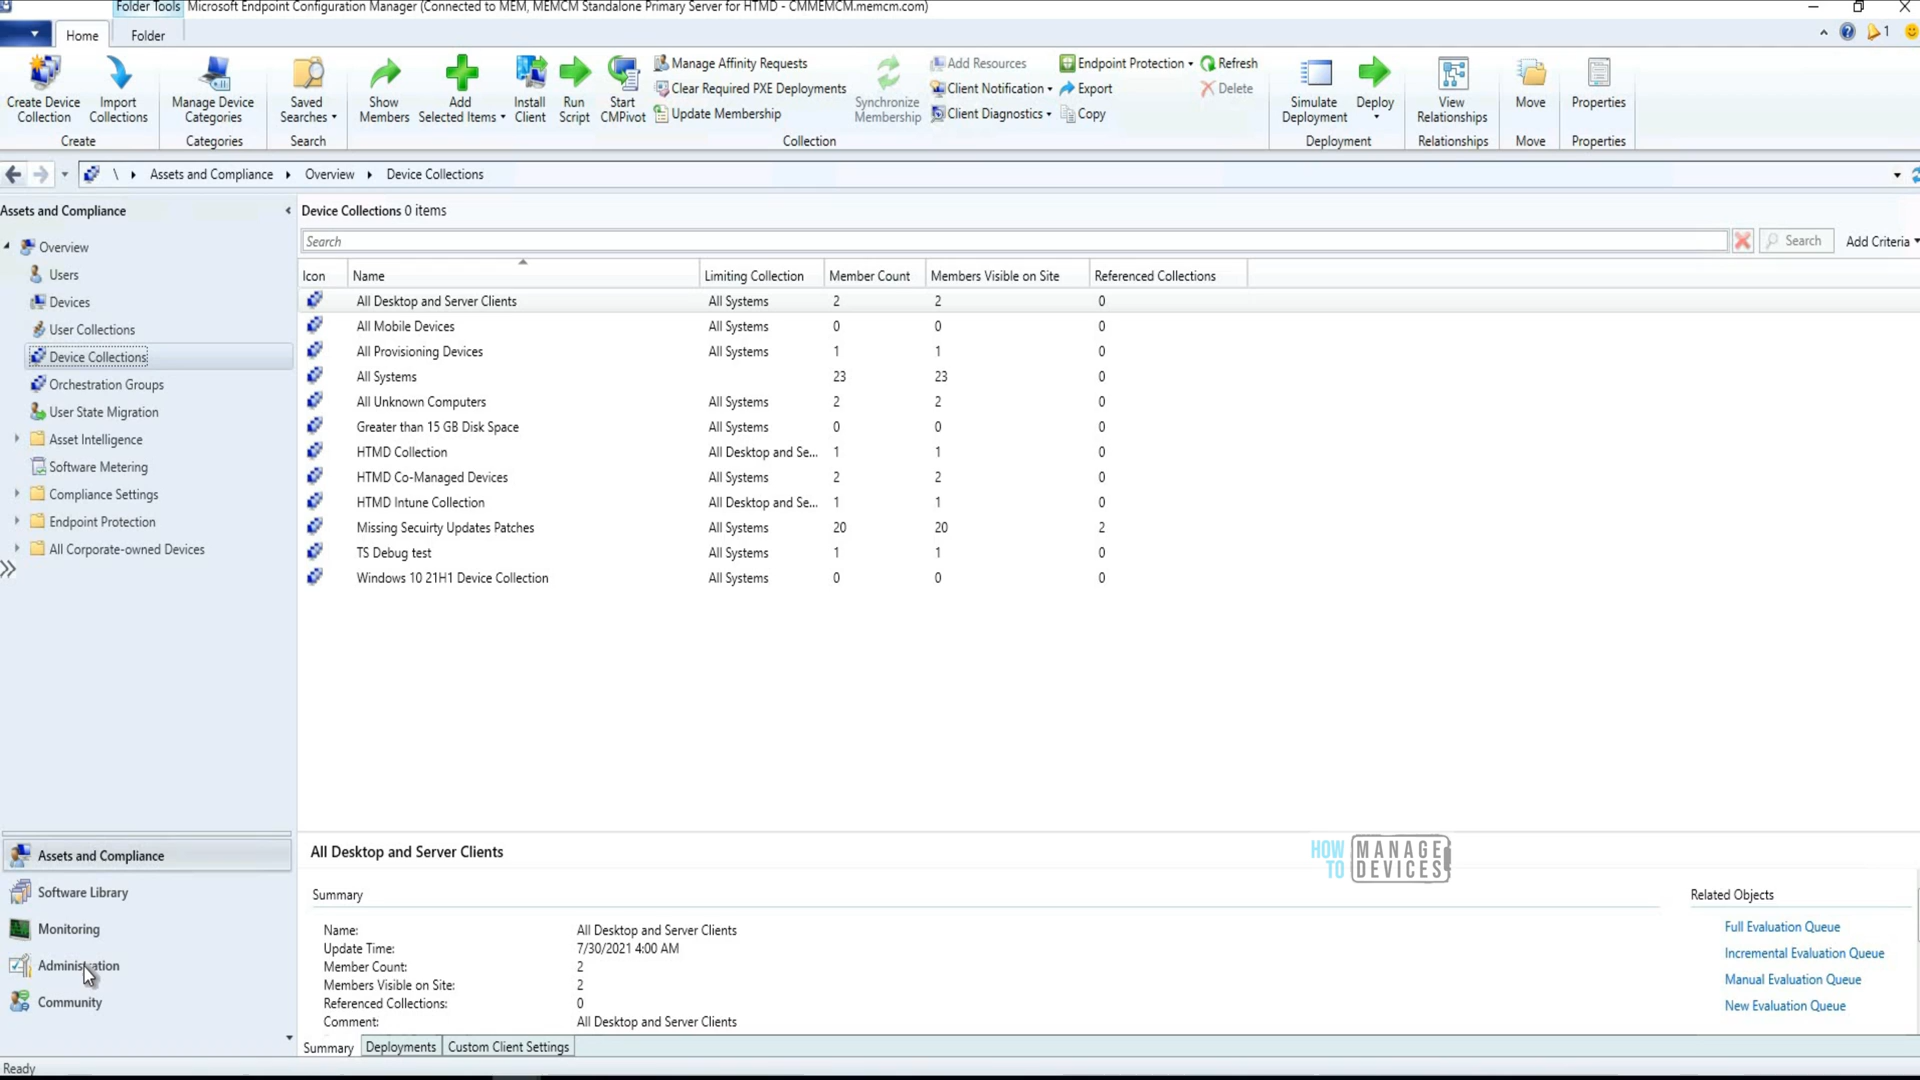 Folder Tools Microsoft Endpoint Configuration Manager (Connected to MEM, MEMCM Standalone Primary Server for HTMD - CMMEMCM.memcm.com)
Home Folder
1
Create Device Collection
Import Collections
Create
Manage Device Categories
Categories
Saved Searches
Search
Show Members
Add Selected Items
Install Client
Run Script
Start CMPivot
Manage Affinity Requests
Clear Required PXE Deployments
Update Membership
Synchronize Membership
Add Resources
Client Notification
Client Diagnostics
Endpoint Protection
Export
Copy
Refresh
Delete
Collection
Simulate Deployment
Deploy
Deployment
View Relationships
Relationships
Move
Move
Properties
Properties
\ Assets and Compliance Overview Device Collections
Assets and Compliance
Overview
Users
Devices
User Collections
Device Collections
Orchestration Groups
User State Migration
Asset Intelligence
Software Metering
Compliance Settings
Endpoint Protection
All Corporate-owned Devices
Assets and Compliance
Software Library
Monitoring
Administration
Community
Device Collections 0 items
Search Search Add Criteria
Icon Name Limiting Collection Member Count Members Visible on Site Referenced Collections
All Desktop and Server Clients All Systems 2 2 0
All Mobile Devices All Systems 0 0 0
All Provisioning Devices All Systems 1 1 0
All Systems 23 23 0
All Unknown Computers All Systems 2 2 0
Greater than 15 GB Disk Space All Systems 0 0 0
HTMD Collection All Desktop and Se... 1 1 0
HTMD Co-Managed Devices All Systems 2 2 0
HTMD Intune Collection All Desktop and Se... 1 1 0
Missing Secuirty Updates Patches All Systems 20 20 2
TS Debug test All Systems 1 1 0
Windows 10 21H1 Device Collection All Systems 0 0 0
All Desktop and Server Clients
HOW TO MANAGE DEVICES
Summary
Name: All Desktop and Server Clients
Update Time: 7/30/2021 4:00 AM
Member Count: 2
Members Visible on Site: 2
Referenced Collections: 0
Comment: All Desktop and Server Clients
Related Objects
Full Evaluation Queue
Incremental Evaluation Queue
Manual Evaluation Queue
New Evaluation Queue
Summary Deployments Custom Client Settings
Ready